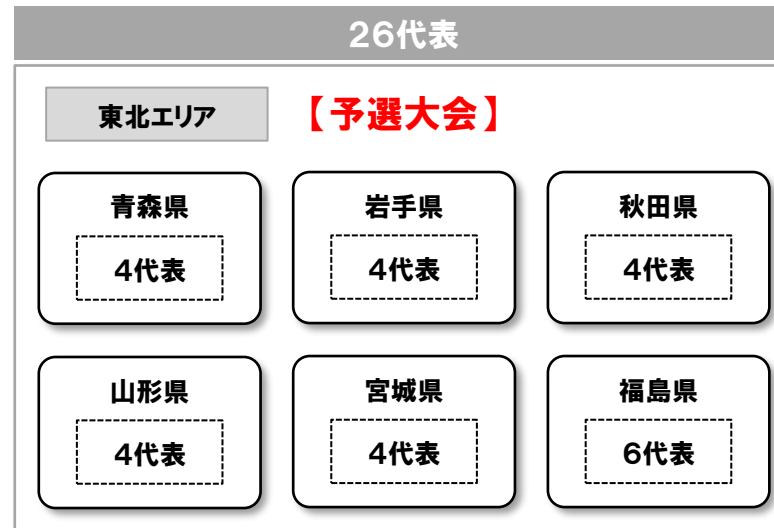 26代表
東北エリア
【予選大会】
青森県
4代表
岩手県
4代表
秋田県
4代表
山形県
4代表
宮城県
4代表
福島県
6代表